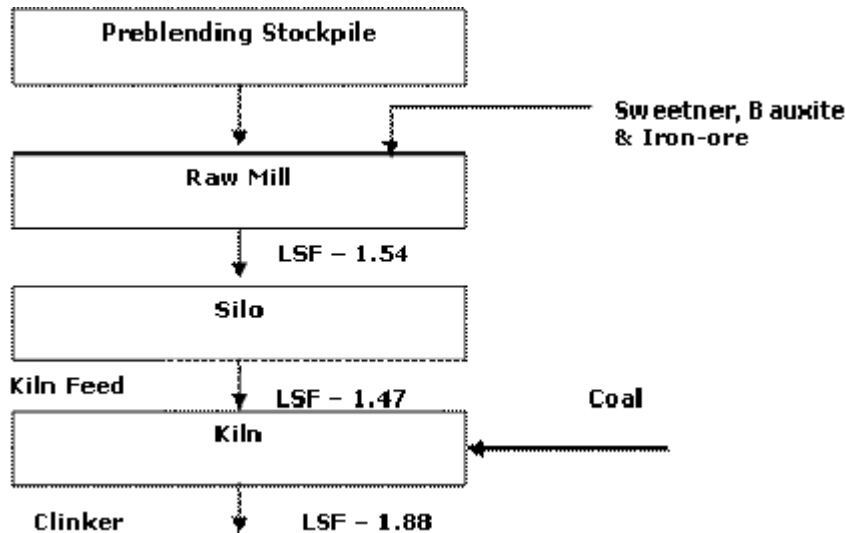 Preblending Stockpile
Sweetner, Bauxite
& Iron-ore
Raw Mill
LSF – 1.54
Silo
Kiln Feed
LSF – 1.47
Coal
Kiln
Clinker
LSF – 1.88